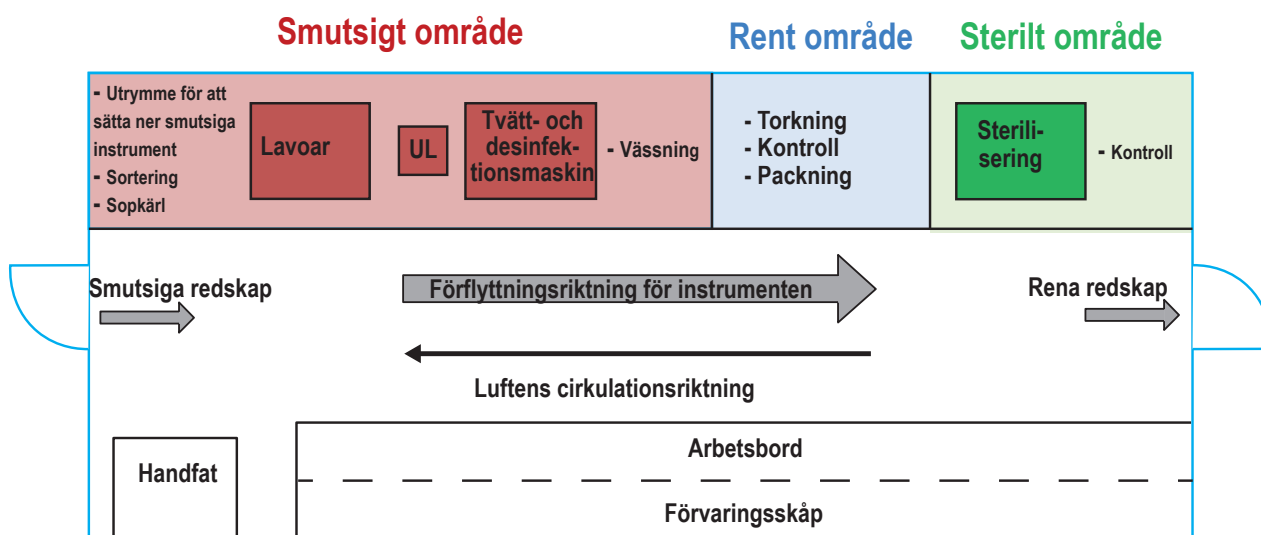 Smutsigt område
Rent område
Sterilt område
- Utrymme för att
sätta ner smutsiga
instrument
- Sortering
- Sopkärl
Lavoar
UL
Tvätt- och
desinfek-
tionsmaskin
- Vässning
- Torkning
- Kontroll
- Packning
Sterili-
sering
- Kontroll
Smutsiga redskap
Förflyttningsriktning för instrumenten
Rena redskap
Luftens cirkulationsriktning
Handfat
Arbetsbord
Förvaringsskåp